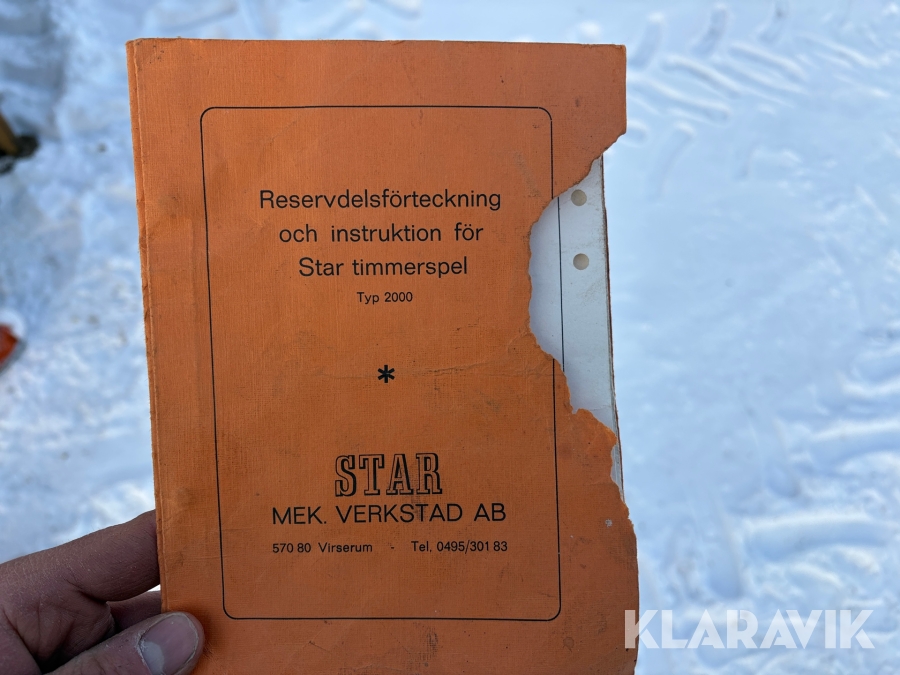 Reservdelsförteckning
och instruktion för
Star timmerspel
Typ 2000
*
STAR
MEK. VERKSTAD AB
570 80 Virserum - Tel. 0495/301 83
KLARAVIK